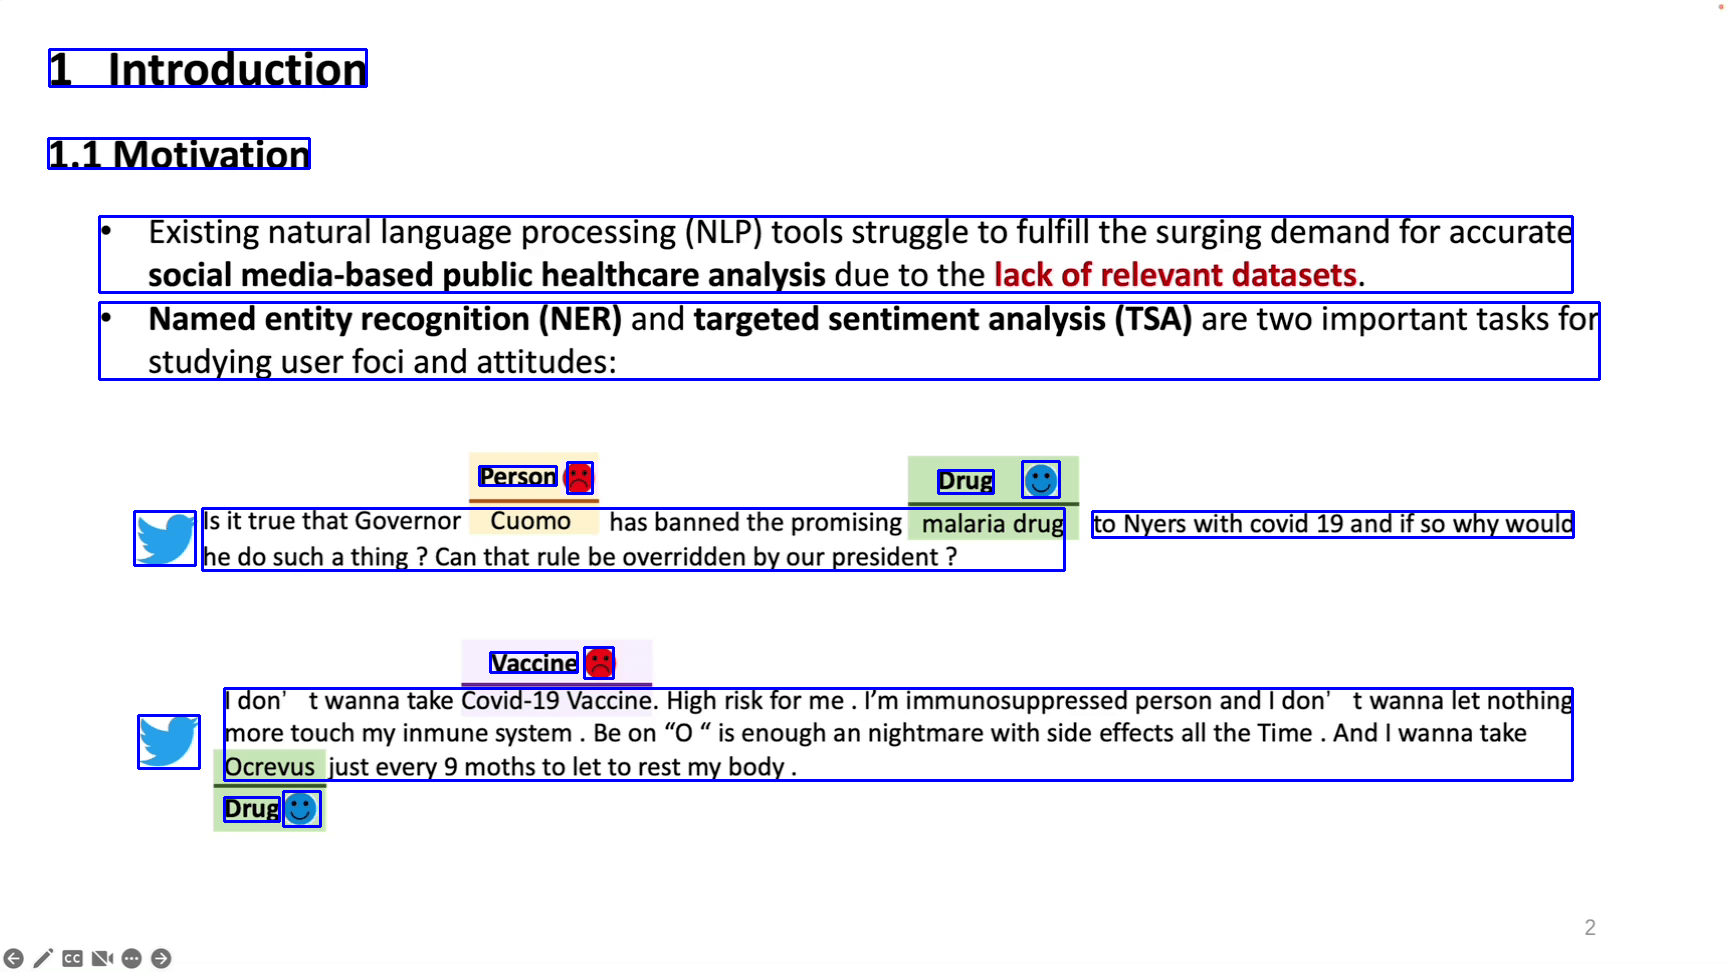 1 Introduction
1.1 Motivation
• Existing natural language processing (NLP) tools struggle to fulfill the surging demand for accurate
social media-based public healthcare analysis due to the lack of relevant datasets.
• Named entity recognition (NER) and targeted sentiment analysis (TSA) are two important tasks for
studying user foci and attitudes:
Person
Drug
Is it true that Governor Cuomo has banned the promising malaria drug to Nyers with covid 19 and if so why would
he do such a thing ? Can that rule be overridden by our president ?
Vaccine
I don’ t wanna take Covid-19 Vaccine. High risk for me . I’m immunosuppressed person and I don’ t wanna let nothing
more touch my inmune system . Be on “O “ is enough an nightmare with side effects all the Time . And I wanna take
Ocrevus just every 9 moths to let to rest my body .
Drug
2
CC